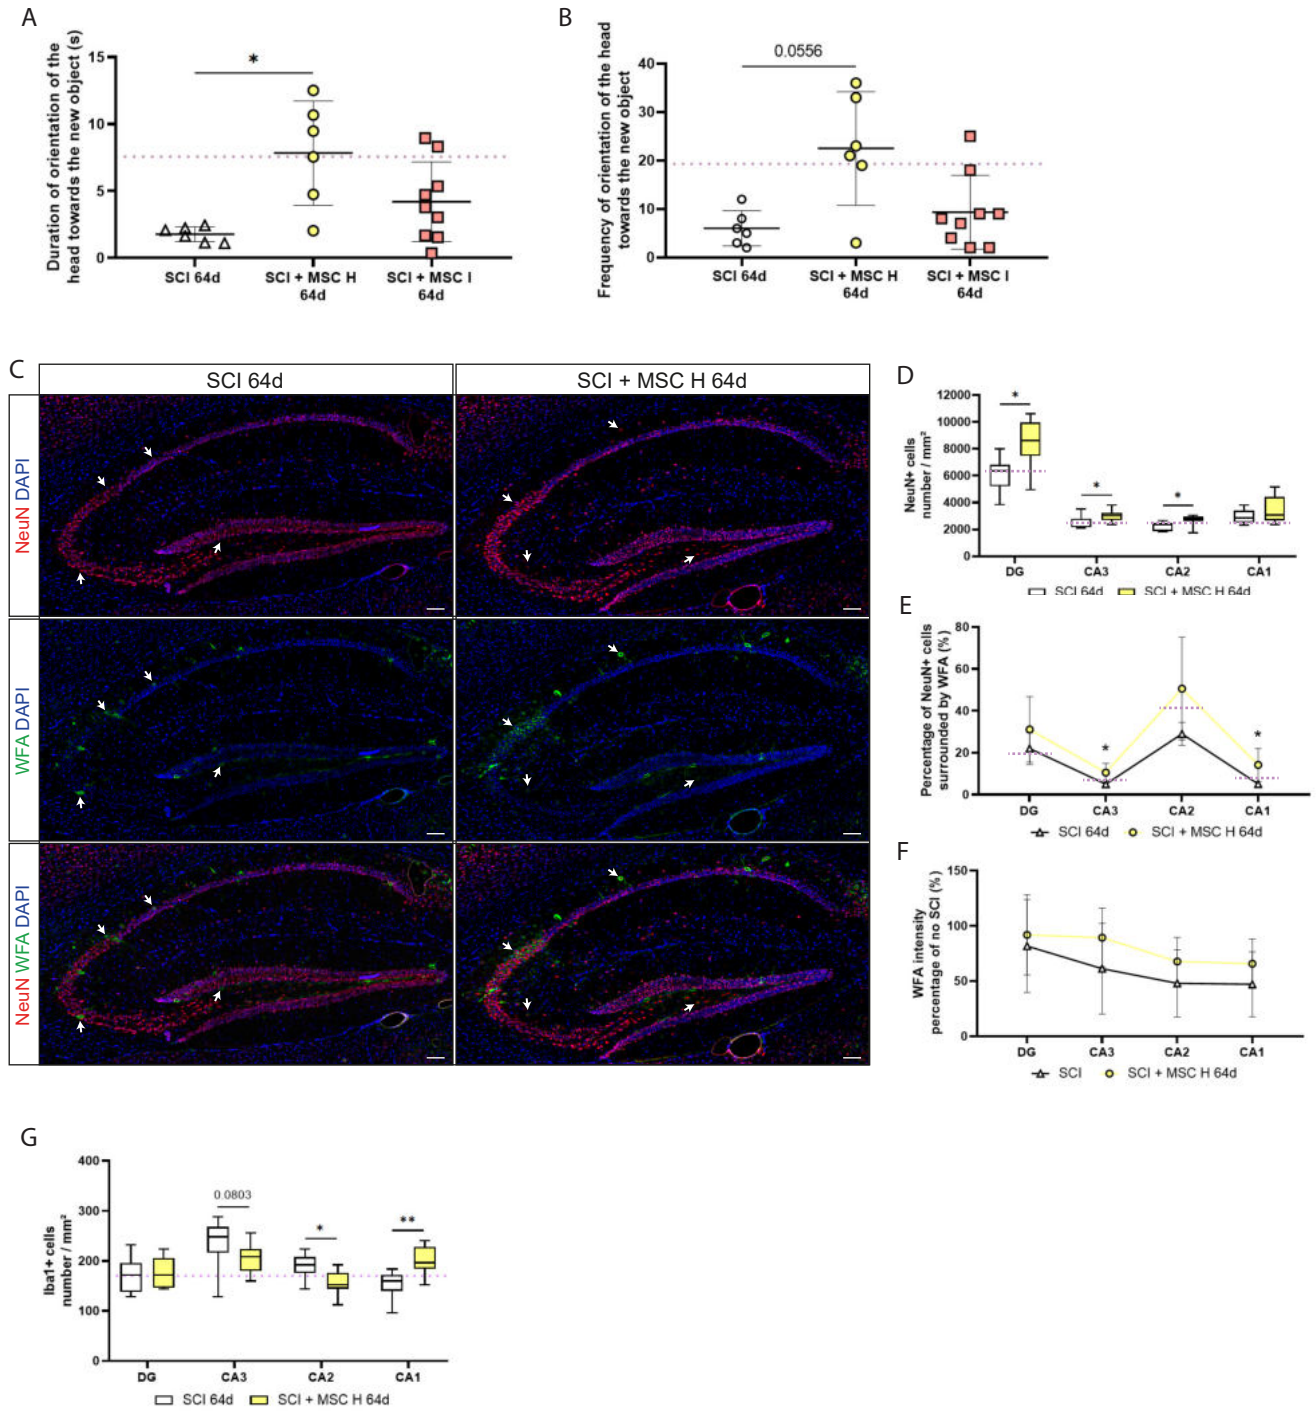 A
Duration of orientation of the
head towards the new object (s)
15
10
5
0
*
SCI 64d
SCI + MSC H
64d
SCI + MSC I
64d
B
Frequency of orientation of the head
towards the new object
40
30
20
10
0
0.0556
SCI 64d
SCI + MSC H
64d
SCI + MSC I
64d
C
SCI 64d
SCI + MSC H 64d
NeuN DAPI
WFA DAPI
NeuN WFA DAPI
D
NeuN+ cells
number / mm²
12000
10000
8000
6000
4000
2000
0
*
*
*
DG
CA3
CA2
CA1
SCI 64d
SCI + MSC H 64d
E
Percentage of NeuN+ cells
surrounded by WFA (%)
80
60
40
20
0
*
*
DG
CA3
CA2
CA1
SCI 64d
SCI + MSC H 64d
F
WFA intensity
percentage of no SCI (%)
150
100
50
0
DG
CA3
CA2
CA1
SCI
SCI + MSC H 64d
G
Iba1+ cells
number / mm²
400
300
200
100
0
0.0803
*
**
DG
CA3
CA2
CA1
SCI 64d
SCI + MSC H 64d